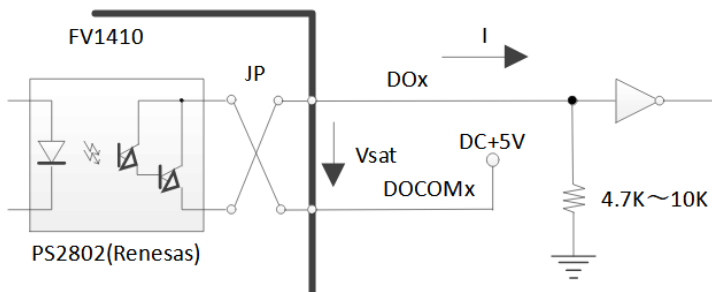 FV1410
JP
I
DOx
Vsat
DC+5V
DOCOMx
4.7K～10K
PS2802(Renesas)